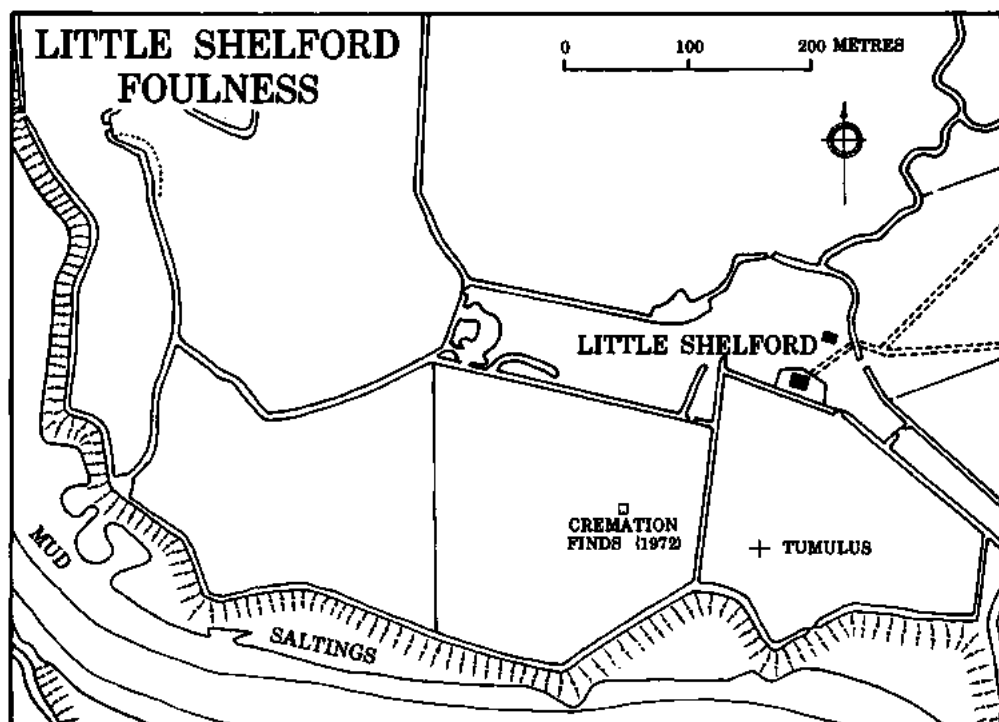 LITTLE SHELFORD
FOULNESS
0 100 200 METRES
LITTLE SHELFORD
CREMATION
FINDS (1972)
TUMULUS
MUD
SALTINGS